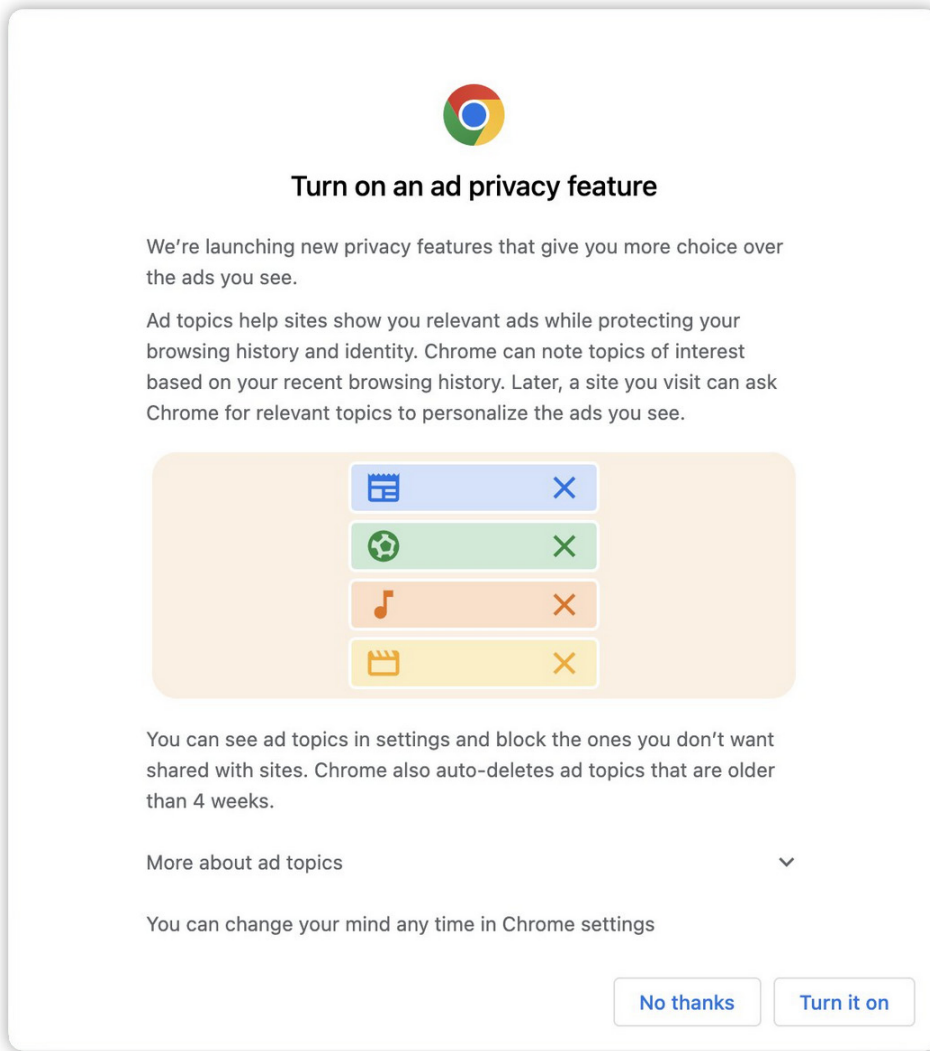 Turn on an ad privacy feature
We’re launching new privacy features that give you more choice over
the ads you see.
Ad topics help sites show you relevant ads while protecting your
browsing history and identity. Chrome can note topics of interest
based on your recent browsing history. Later, a site you visit can ask
Chrome for relevant topics to personalize the ads you see.
You can see ad topics in settings and block the ones you don’t want
shared with sites. Chrome also auto-deletes ad topics that are older
than 4 weeks.
More about ad topics
You can change your mind any time in Chrome settings
No thanks
Turn it on